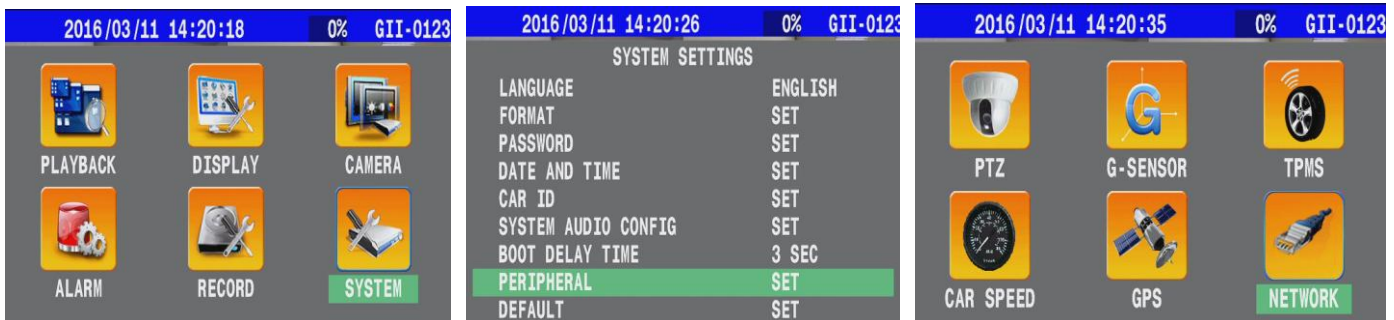 2016/03/11 14:20:18 0% GII-0123
PLAYBACK DISPLAY CAMERA
ALARM RECORD SYSTEM
2016/03/11 14:20:26 0% GII-0123
SYSTEM SETTINGS
LANGUAGE ENGLISH
FORMAT SET
PASSWORD SET
DATE AND TIME SET
CAR ID SET
SYSTEM AUDIO CONFIG SET
BOOT DELAY TIME 3 SEC
PERIPHERAL SET
DEFAULT SET
2016/03/11 14:20:35 0% GII-0123
PTZ G-SENSOR TPMS
CAR SPEED GPS NETWORK